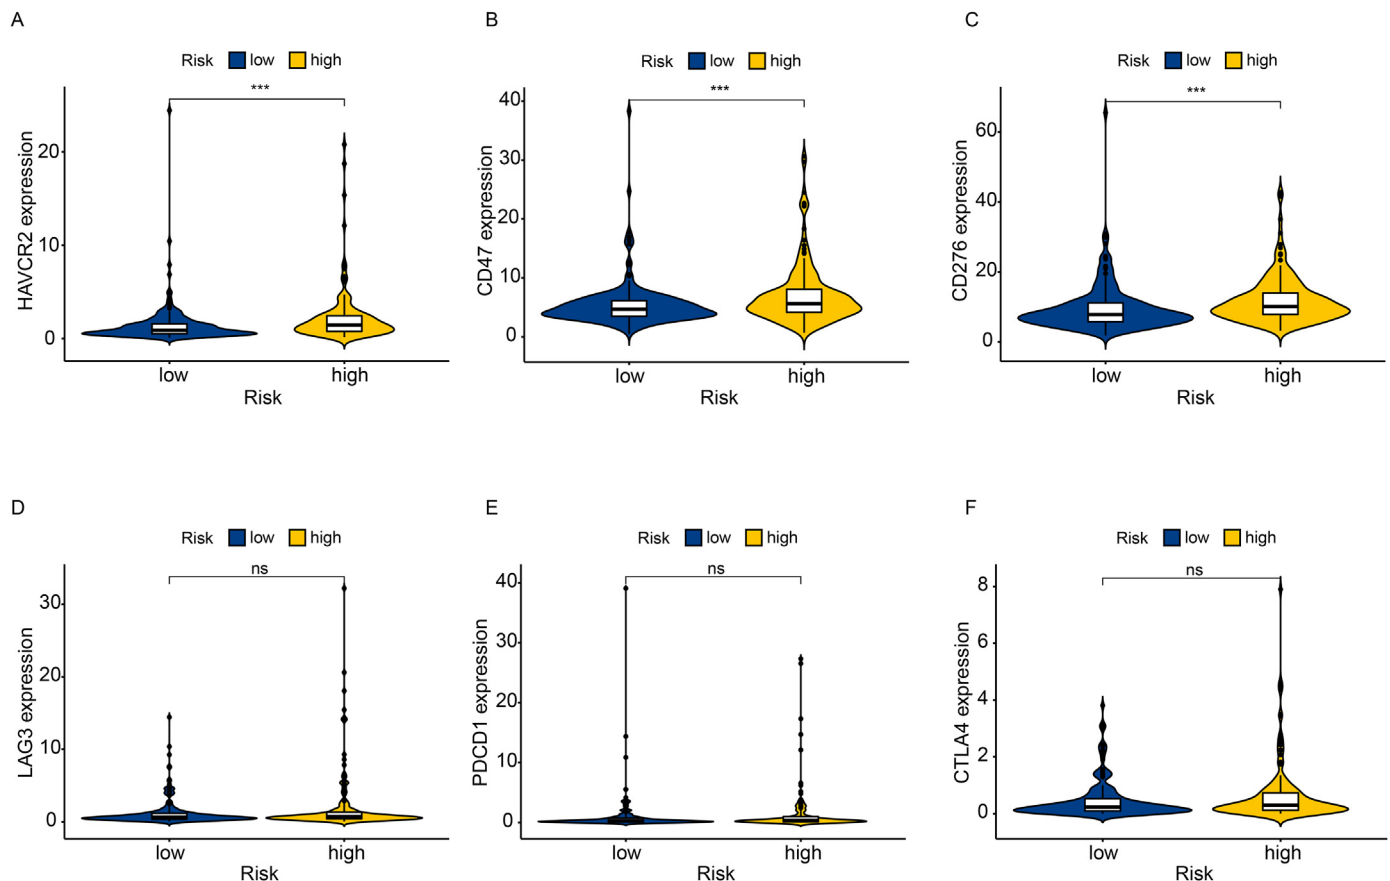 A
Risk low high
***
HAVCR2 expression
20
10
0
low high
Risk
B
Risk low high
***
CD47 expression
40
30
20
10
0
low high
Risk
C
Risk low high
***
CD276 expression
60
40
20
0
low high
Risk
D
Risk low high
ns
LAG3 expression
30
20
10
0
low high
Risk
E
Risk low high
ns
PDCD1 expression
40
30
20
10
0
low high
Risk
F
Risk low high
ns
CTLA4 expression
8
6
4
2
0
low high
Risk